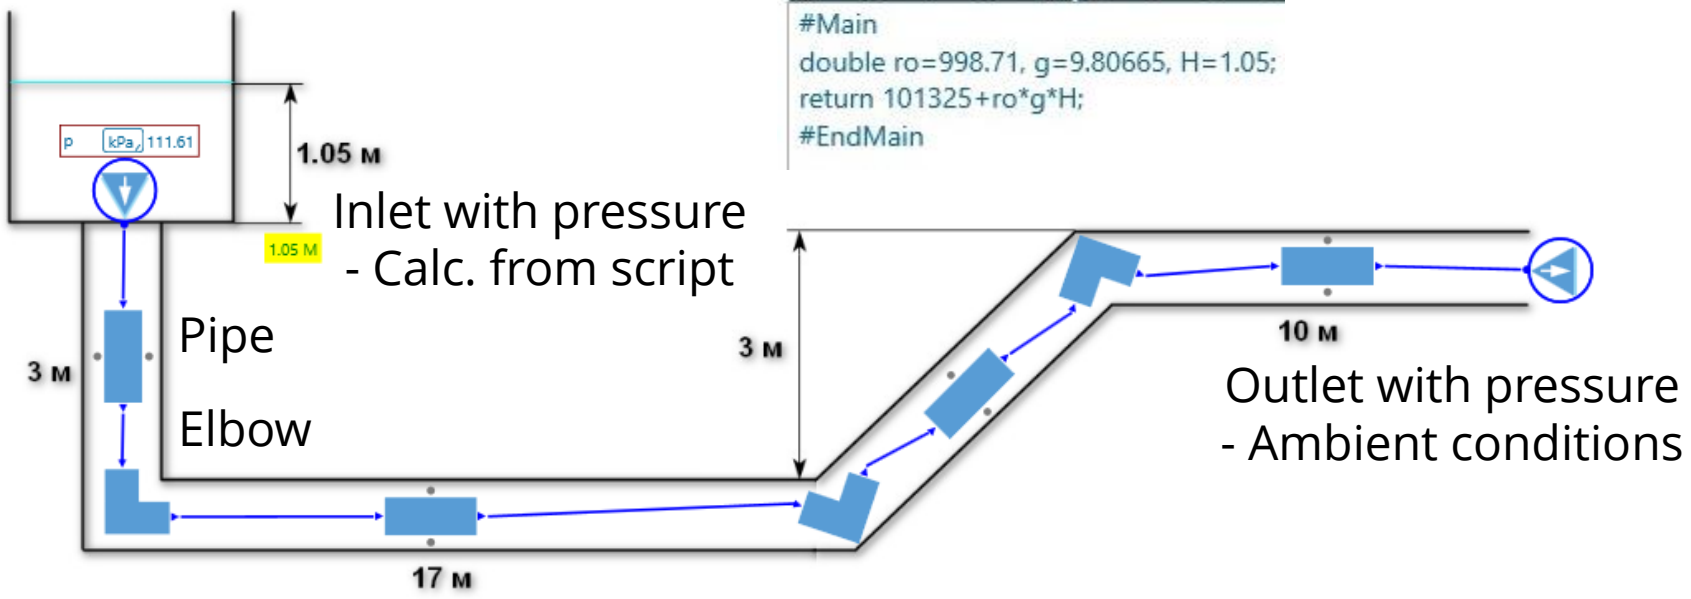 #Main
double ro=998.71, g=9.80665, H=1.05;
return 101325+ro*g*H;
#EndMain
p kPa, 111.61
1.05 м
Inlet with pressure
- Calc. from script
1.05 M
Pipe
3 м
Elbow
17 м
3 м
10 м
Outlet with pressure
- Ambient conditions